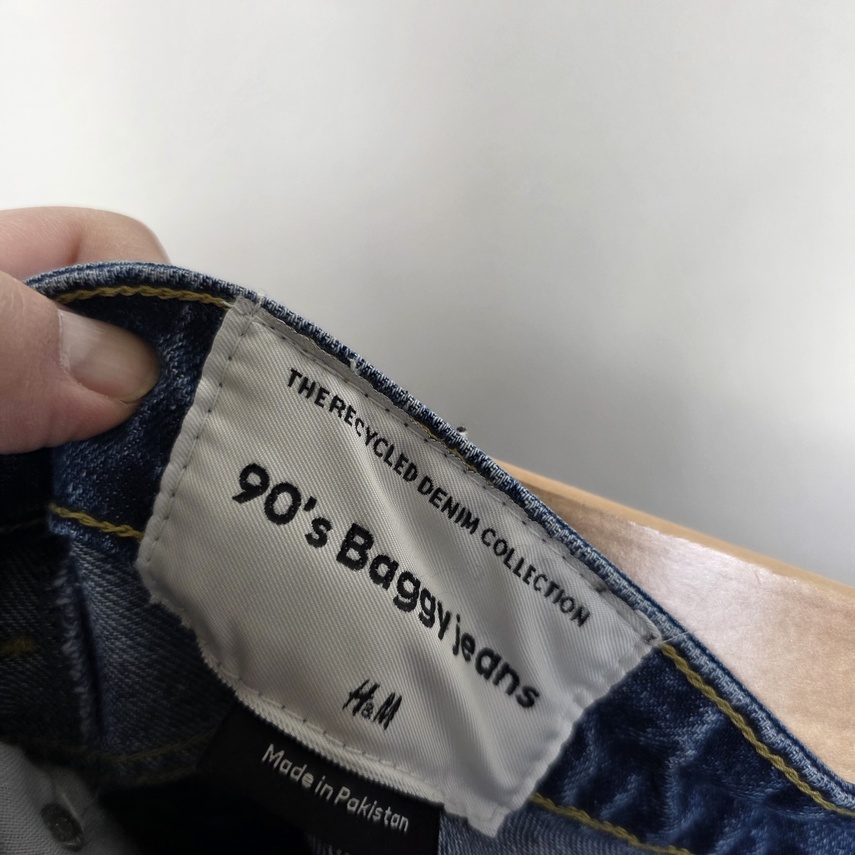 THE RECYCLED DENIM COLLECTION
90's Baggy jeans
H&M
Made in Pakistan